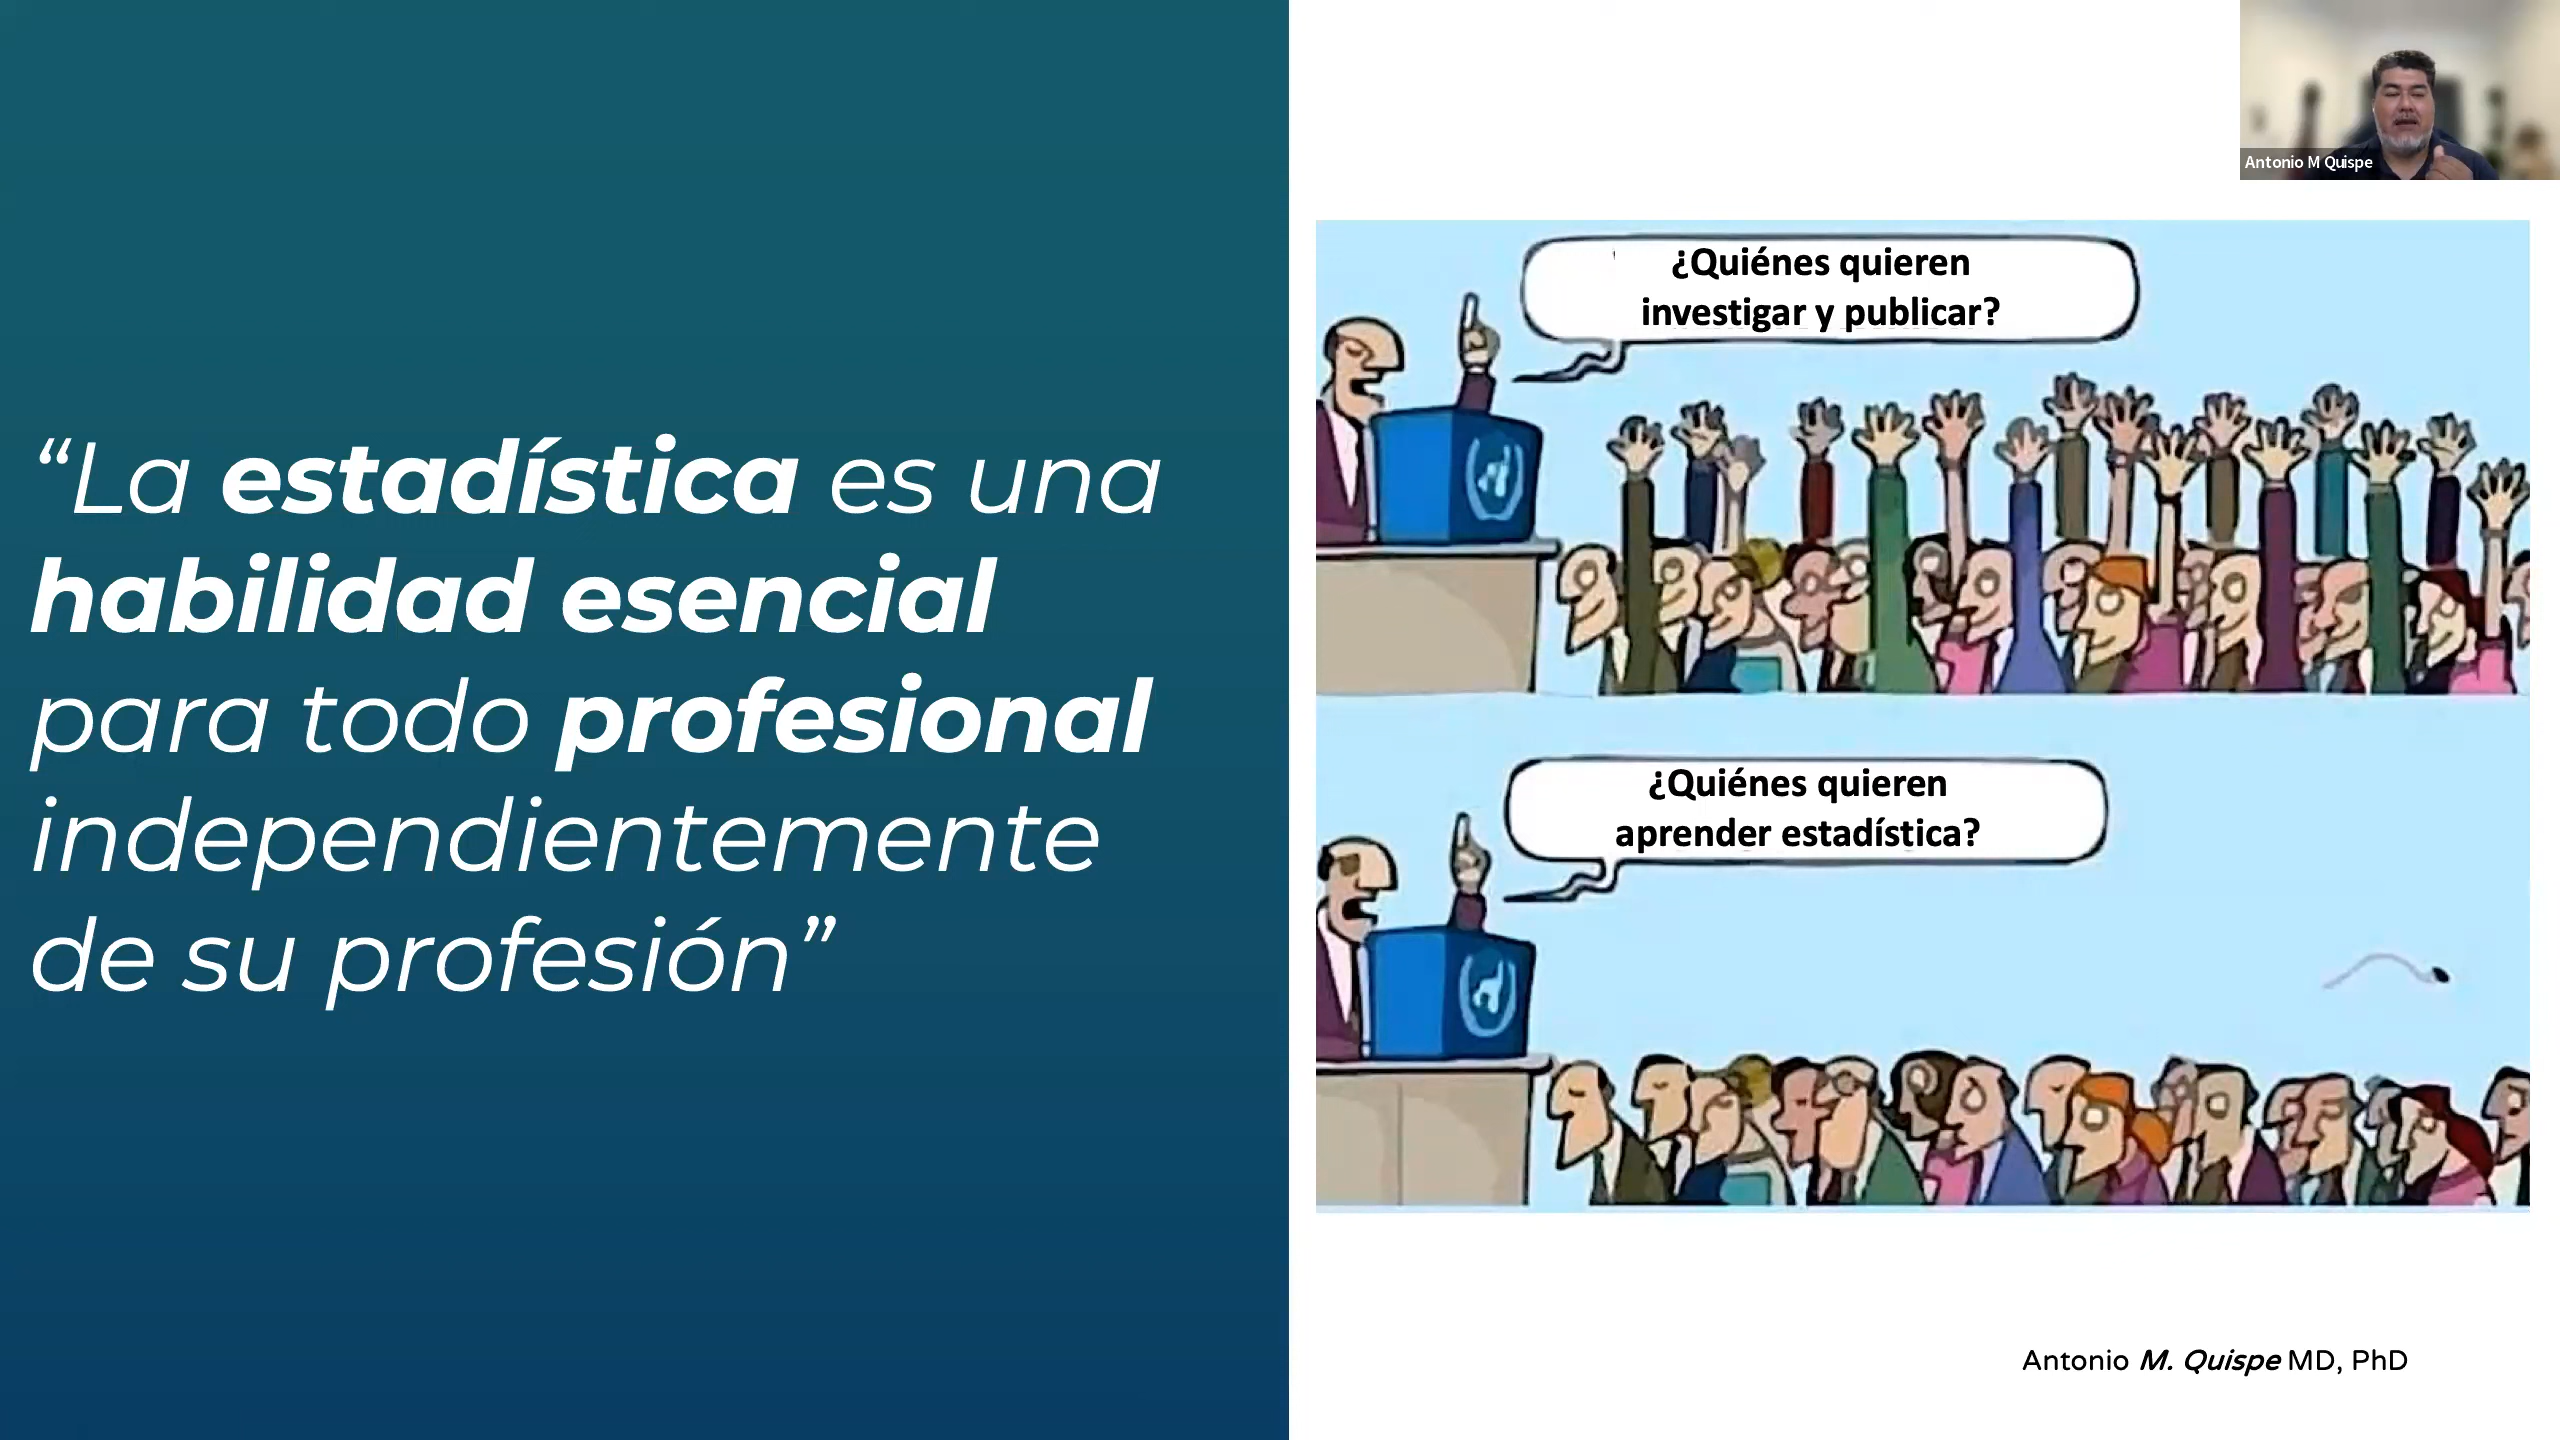 “La estadística es una
habilidad esencial
para todo profesional
independientemente
de su profesión”
Antonio M Quispe
¿Quiénes quieren
investigar y publicar?
¿Quiénes quieren
aprender estadística?
Antonio M. Quispe MD, PhD